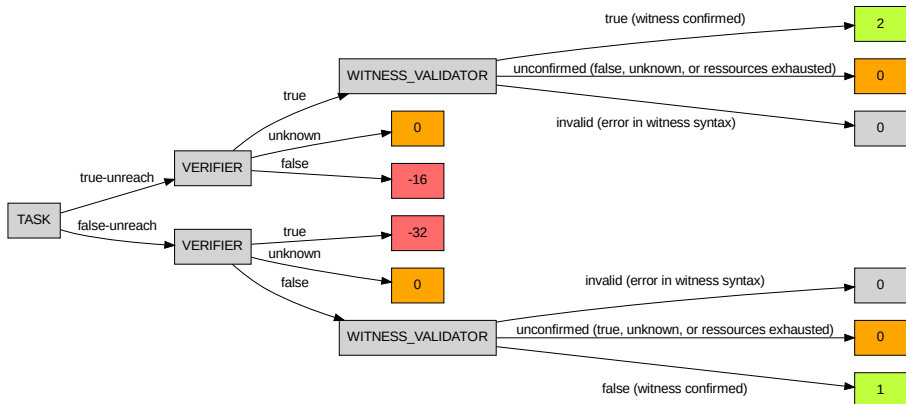 true (witness confirmed)
2
WITNESS_VALIDATOR
unconfirmed (false, unknown, or ressources exhausted)
0
true
invalid (error in witness syntax)
0
unknown
0
VERIFIER
false
-16
true-unreach
TASK
false-unreach
VERIFIER
true
-32
unknown
0
false
invalid (error in witness syntax)
0
WITNESS_VALIDATOR
unconfirmed (true, unknown, or ressources exhausted)
0
false (witness confirmed)
1